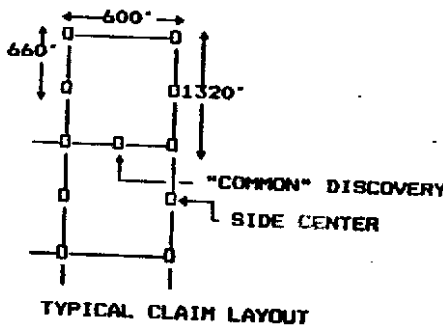 600'
660'
1320'
"COMMON" DISCOVERY
SIDE CENTER
TYPICAL CLAIM LAYOUT